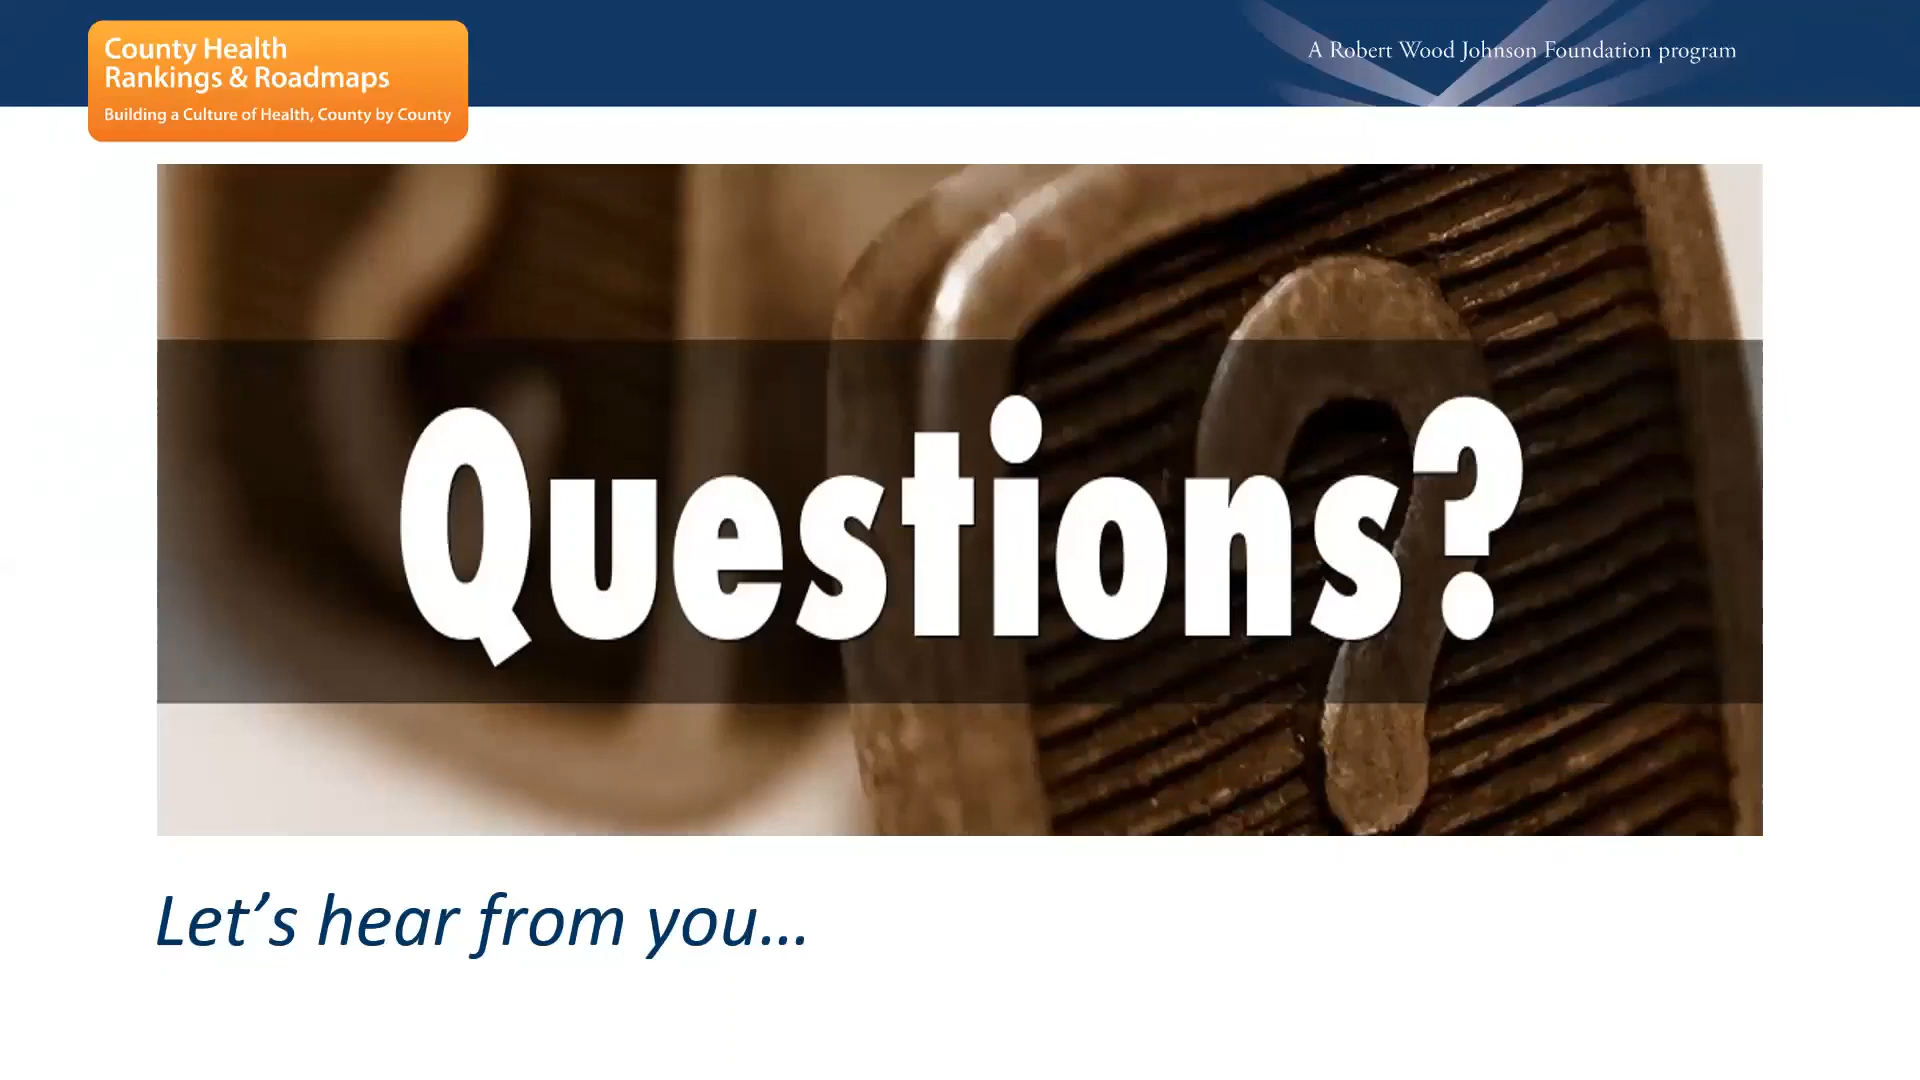 County Health
Rankings & Roadmaps
Building a Culture of Health, County by County
A Robert Wood Johnson Foundation program
Questions?
Let’s hear from you...